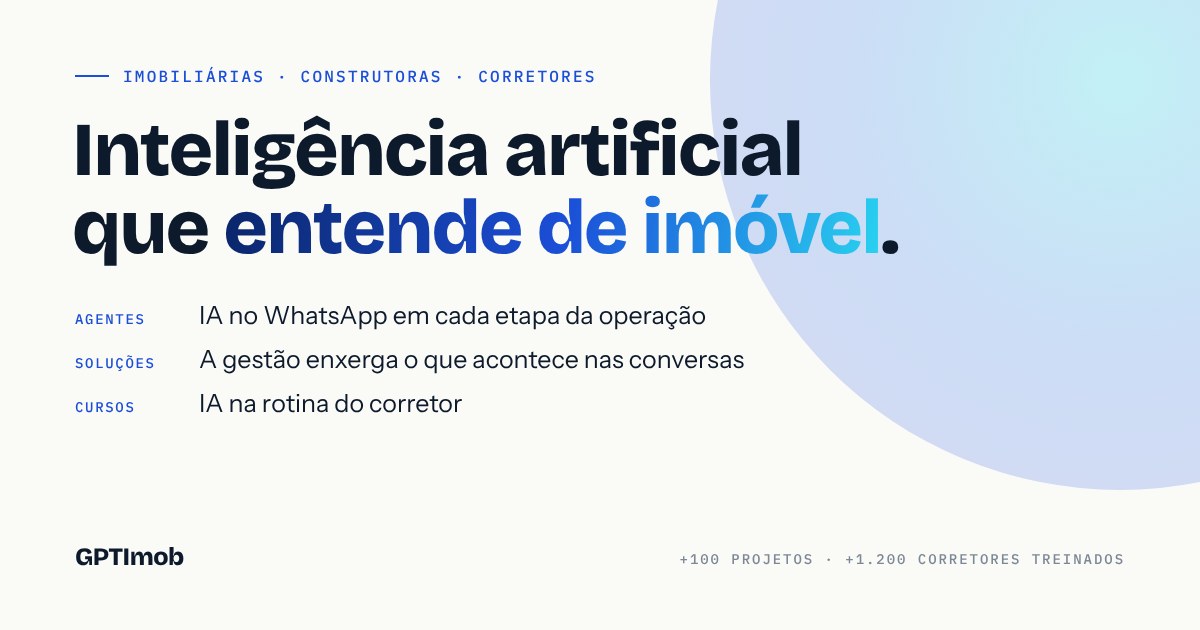 IMOBILIÁRIAS · CONSTRUTORAS · CORRETORES
Inteligência artificial
que entende de imóvel.
AGENTES IA no WhatsApp em cada etapa da operação
SOLUÇÕES A gestão enxerga o que acontece nas conversas
CURSOS IA na rotina do corretor
GPTImob +100 PROJETOS · +1.200 CORRETORES TREINADOS